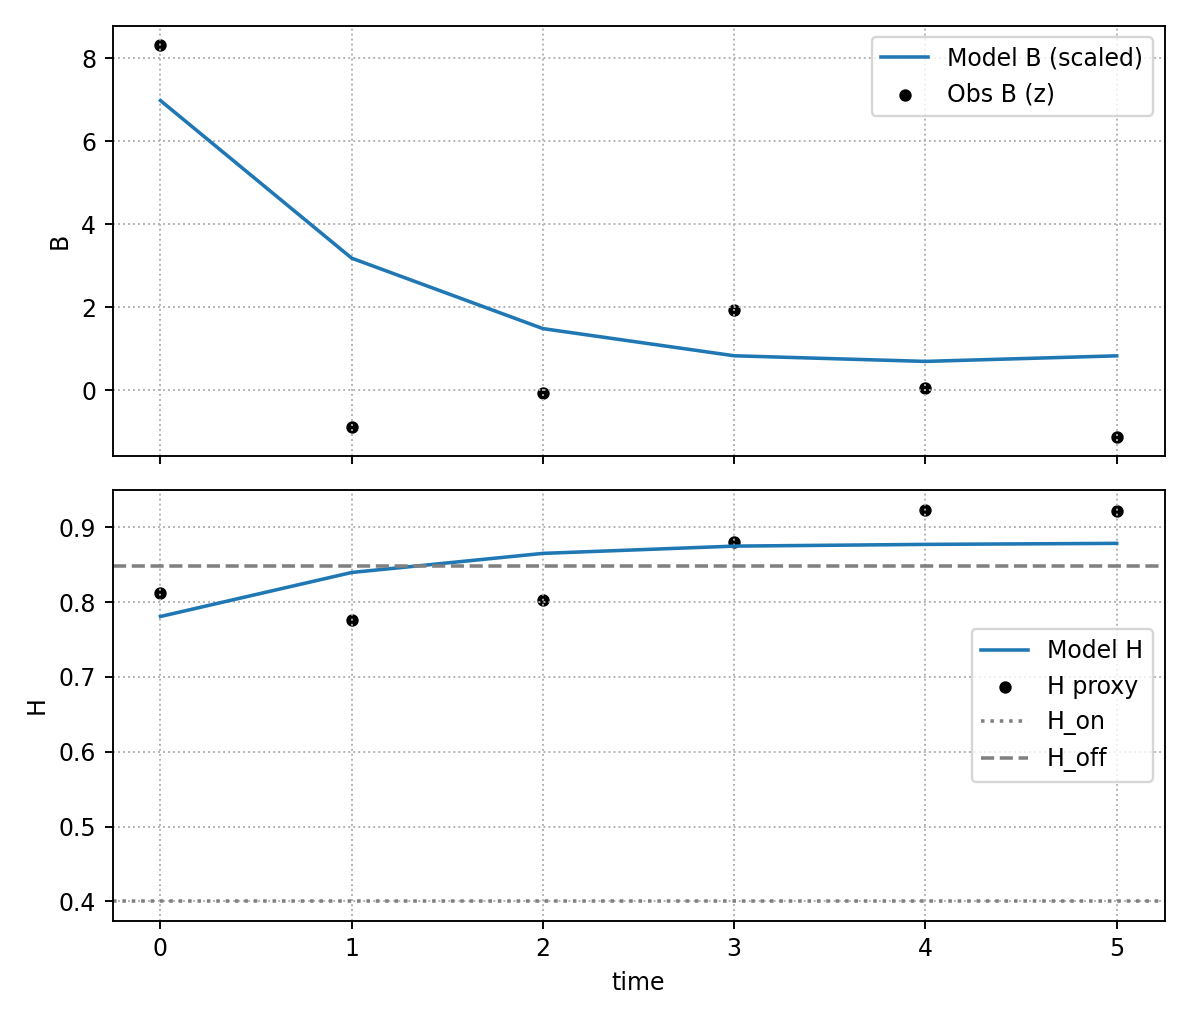 8
6
4
2
0
B
Model B (scaled)
Obs B (z)
0.9
0.8
0.7
0.6
0.5
0.4
H
Model H
H proxy
H_on
H_off
0 1 2 3 4 5
time